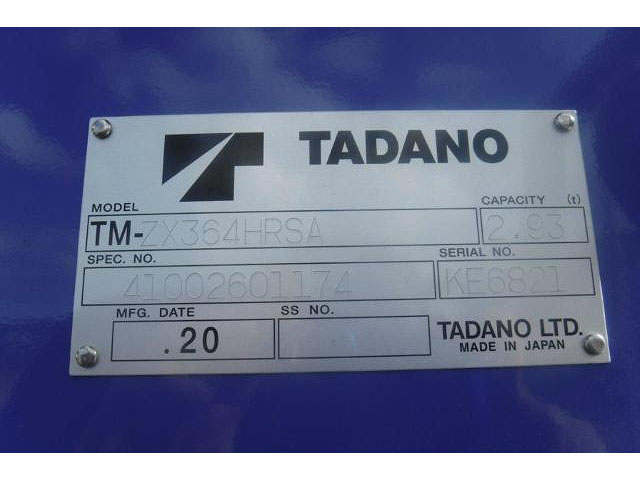 TADANO
MODEL
CAPACITY (t)
TM-ZX364HRSA
2.93
SPEC. NO.
SERIAL NO.
41002601174
KE6821
MFG. DATE
SS NO.
.20
TADANO LTD.
MADE IN JAPAN